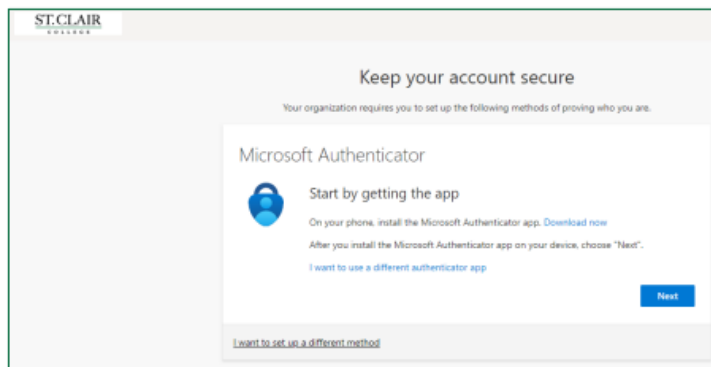 ST. CLAIR
COLLEGE
Keep your account secure
Your organization requires you to set up the following methods of proving who you are.
Microsoft Authenticator
Start by getting the app
On your phone, install the Microsoft Authenticator app. Download now
After you install the Microsoft Authenticator app on your device, choose "Next".
I want to use a different authenticator app
Next
I want to set up a different method